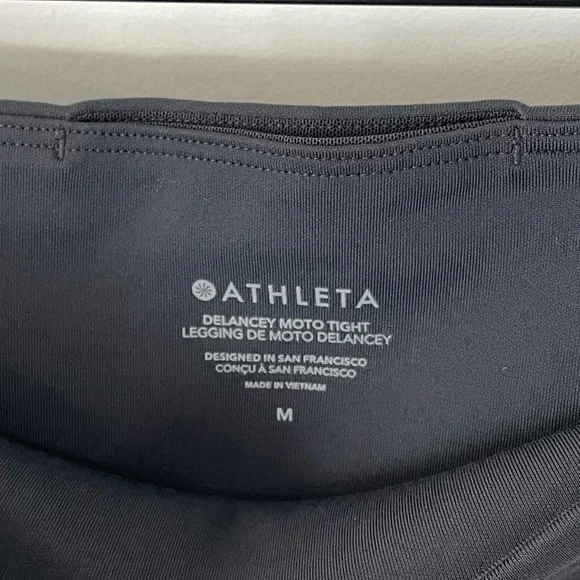 ATHLETA
DELANCEY MOTO TIGHT
LEGGING DE MOTO DELANCEY
DESIGNED IN SAN FRANCISCO
CONÇU À SAN FRANCISCO
MADE IN VIETNAM
M